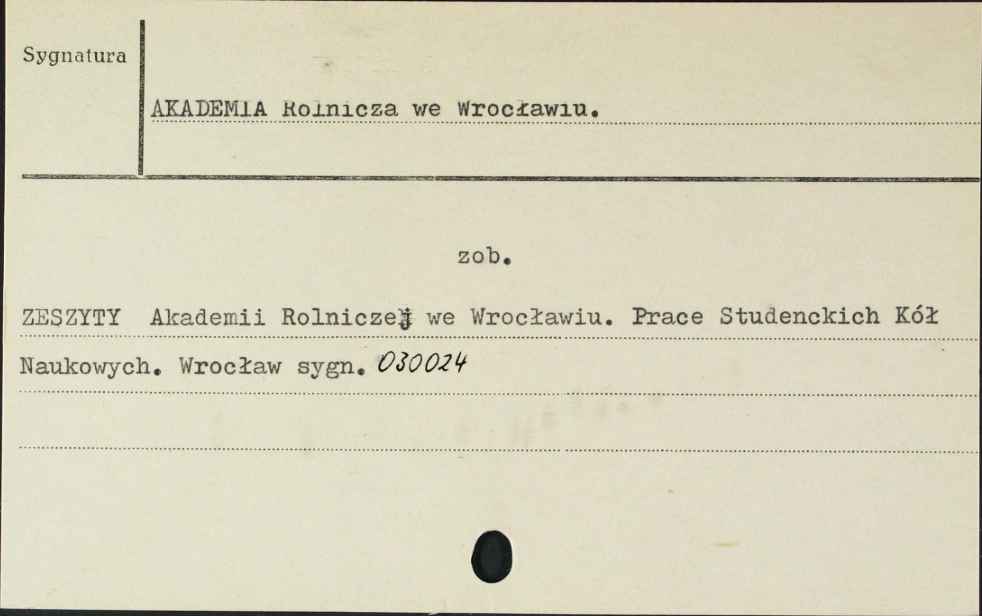 Sygnatura
AKADEMIA Rolnicza we Wrocławiu.
zob.
ZESZYTY Akademii Rolniczej we Wrocławiu. Prace Studenckich Kół
Naukowych. Wrocław sygn. 030024